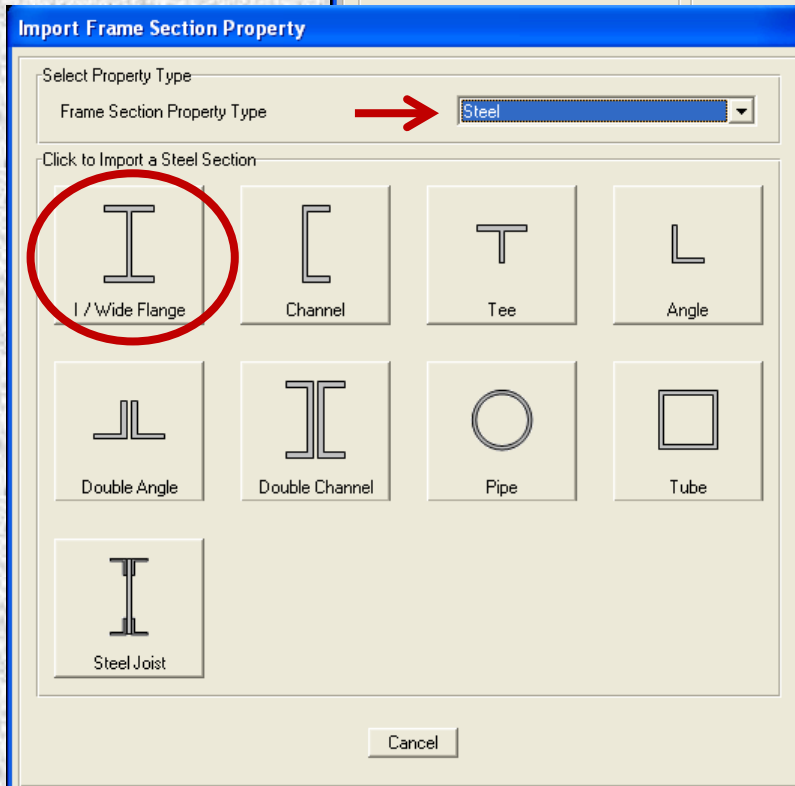 Import Frame Section Property
Select Property Type
Frame Section Property Type
Steel
Click to Import a Steel Section
I / Wide Flange
Channel
Tee
Angle
Double Angle
Double Channel
Pipe
Tube
Steel Joist
Cancel